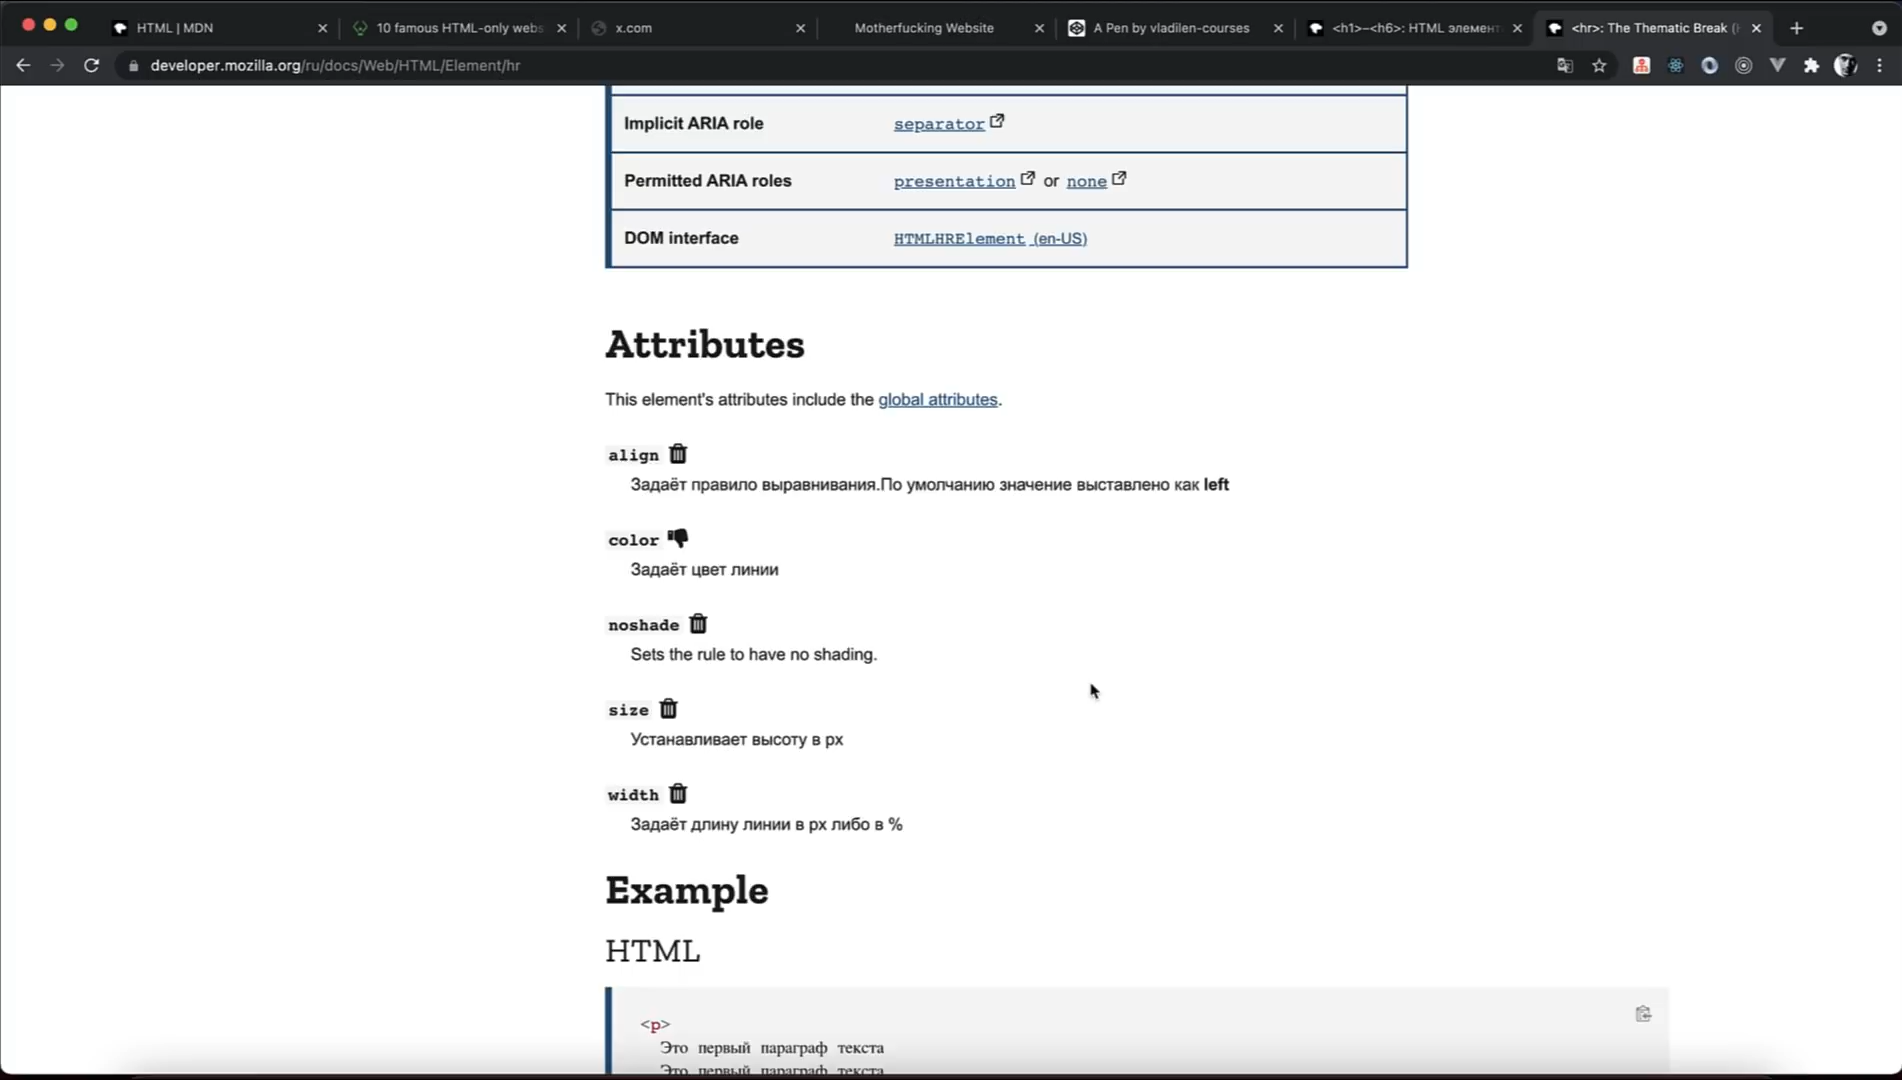 HTML | MDN
10 famous HTML-only webs
x.com
Motherfucking Website
A Pen by vladilen-courses
<h1>–<h6>: HTML элемент
<hr>: The Thematic Break (
developer.mozilla.org/ru/docs/Web/HTML/Element/hr
Implicit ARIA role separator
Permitted ARIA roles presentation or none
DOM interface HTMLHRElement (en-US)
Attributes
This element's attributes include the global attributes.
align
Задаёт правило выравнивания.По умолчанию значение выставлено как left
color
Задаёт цвет линии
noshade
Sets the rule to have no shading.
size
Устанавливает высоту в px
width
Задаёт длину линии в px либо в %
Example
HTML
<p>
Это первый параграф текста
Это первый параграф текста